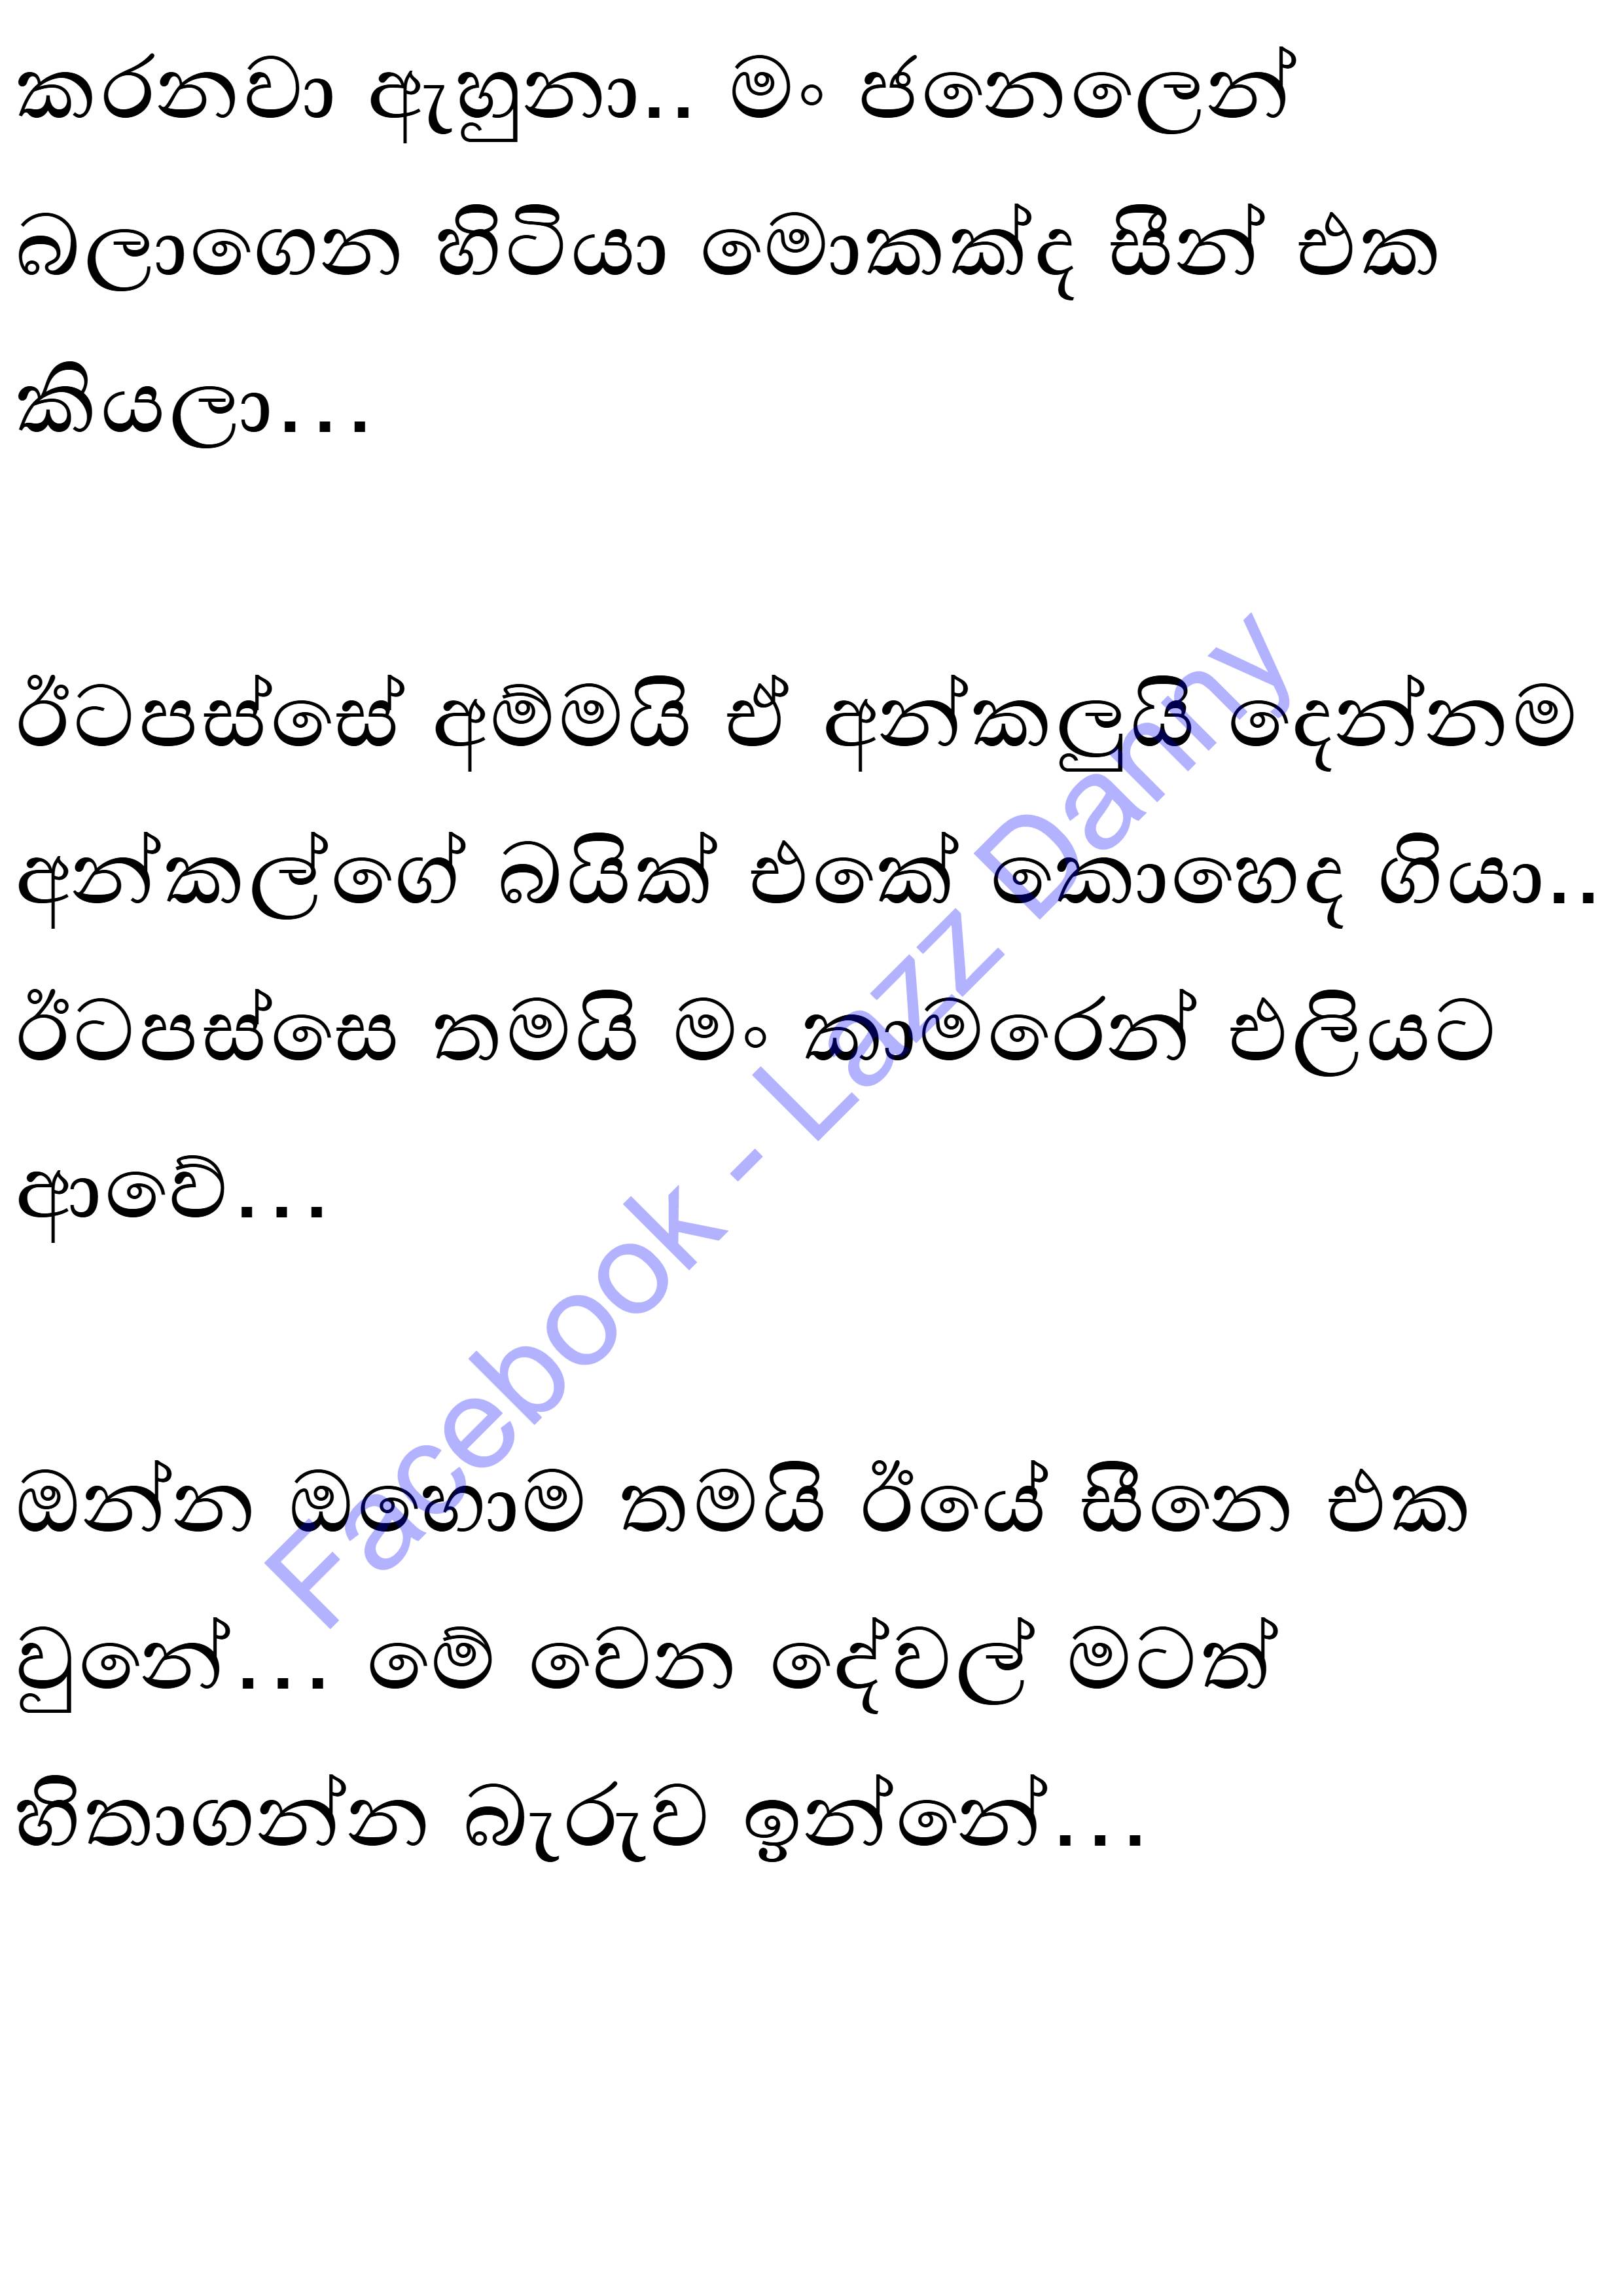 කරනවා ඇහුනා.. මං ජනෙලෙන්
බලාගෙන හිටියා මොකක්ද සීන් එක
කියලා...
ඊටපස්සේ අම්මයි ඒ අන්කලුයි දෙන්නම
අන්කල්ගේ බයික් එකේ කොහෙද ගියා..
ඊටපස්සෙ තමයි මං කාමරෙන් එලියට
ආවේ...
ඔන්න ඔහොම තමයි ඊයේ සීනෙ එක
වුනේ... මේ වෙන දේවල් මටත්
හිතාගන්න බැරුව ඉන්නේ...
Facebook - Lazz Danny